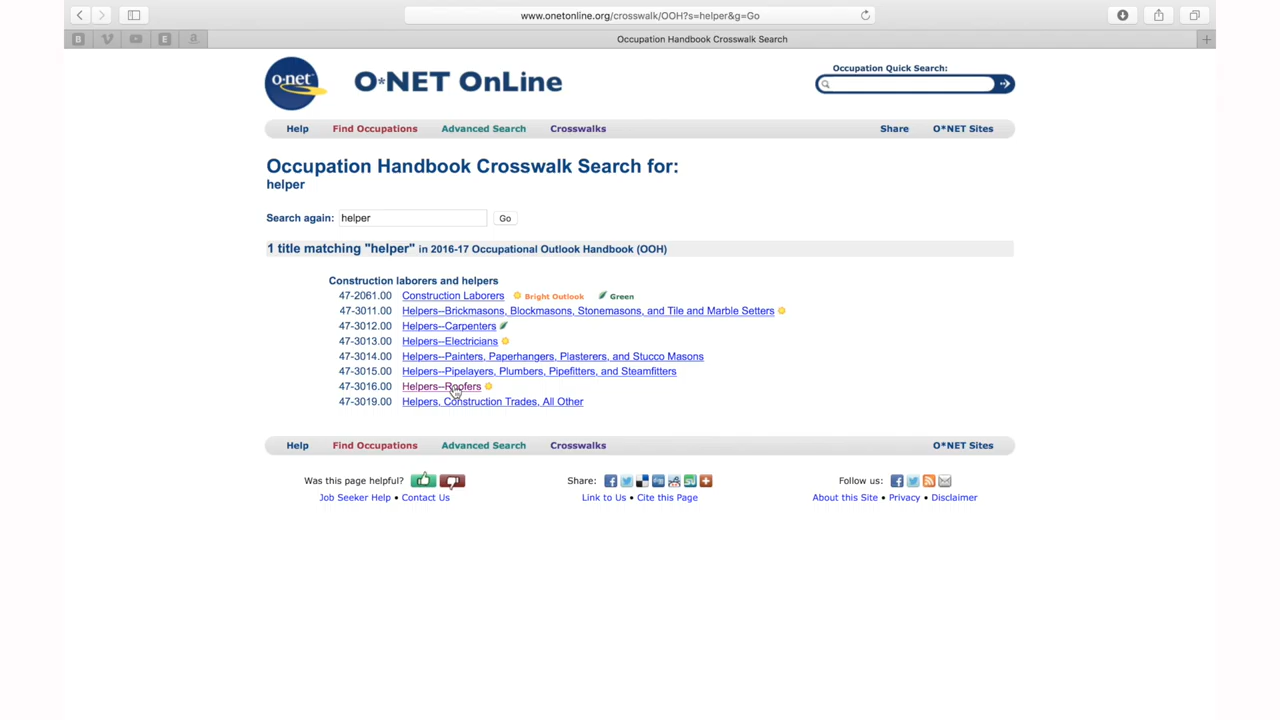 www.onetonline.org/crosswalk/OOH?s=helper&g=Go
B E a
Occupation Handbook Crosswalk Search
o·net
O*NET OnLine
Occupation Quick Search:
Help Find Occupations Advanced Search Crosswalks Share O*NET Sites
Occupation Handbook Crosswalk Search for:
helper
Search again: helper Go
1 title matching "helper" in 2016-17 Occupational Outlook Handbook (OOH)
Construction laborers and helpers
47-2061.00 Construction Laborers Bright Outlook Green
47-3011.00 Helpers--Brickmasons, Blockmasons, Stonemasons, and Tile and Marble Setters
47-3012.00 Helpers--Carpenters
47-3013.00 Helpers--Electricians
47-3014.00 Helpers--Painters, Paperhangers, Plasterers, and Stucco Masons
47-3015.00 Helpers--Pipelayers, Plumbers, Pipefitters, and Steamfitters
47-3016.00 Helpers--Roofers
47-3019.00 Helpers, Construction Trades, All Other
Help Find Occupations Advanced Search Crosswalks O*NET Sites
Was this page helpful? Share: Follow us:
Job Seeker Help • Contact Us Link to Us • Cite this Page About this Site • Privacy • Disclaimer